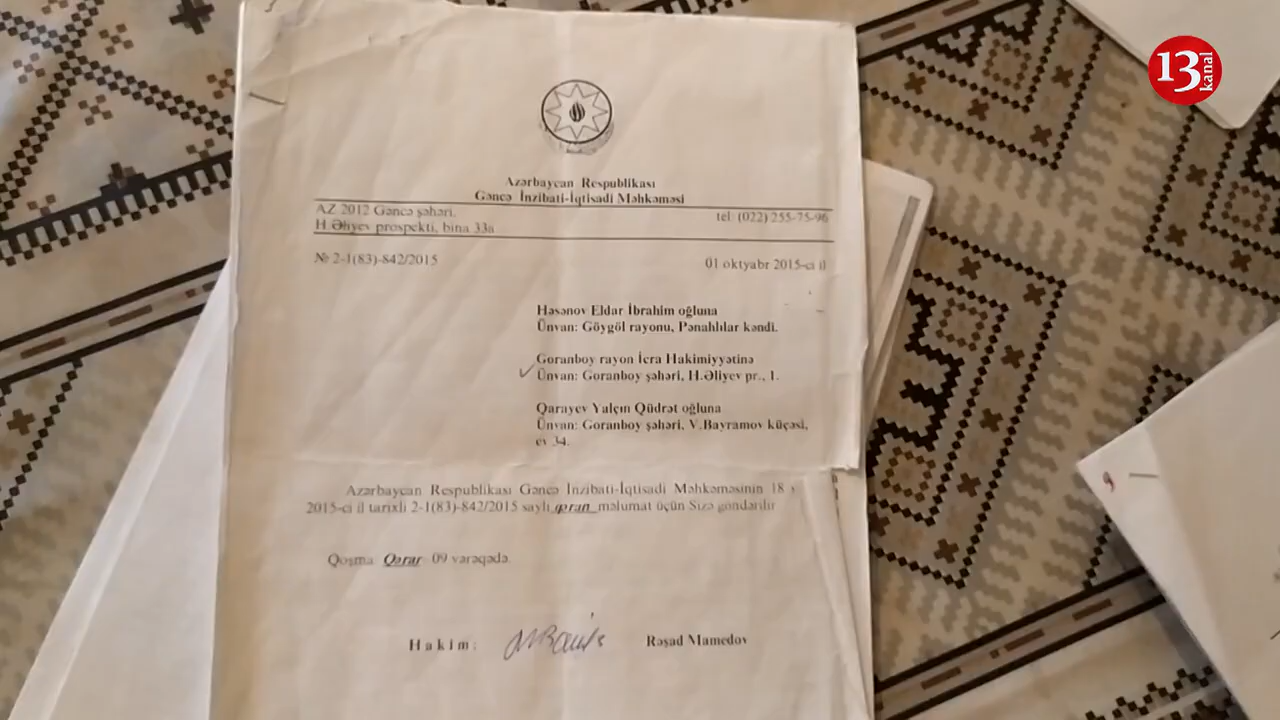 13 kanal
Azərbaycan Respublikası
Gəncə İnzibati-İqtisadi Məhkəməsi
AZ 2012 Gəncə şəhəri, tel: (022) 255-75-96
H.Əliyev prospekti, bina 33a
№ 2-1(83)-842/2015 01 oktyabr 2015-ci il
Həsənov Eldar İbrahim oğluna
Ünvan: Göygöl rayonu, Pənahlılar kəndi.
Goranboy rayon İcra Hakimiyyətinə
Ünvan: Goranboy şəhəri, H.Əliyev pr., 1.
Qarayev Yalçın Qüdrət oğluna
Ünvan: Goranboy şəhəri, V.Bayramov küçəsi,
ev 34.
Azərbaycan Respublikası Gəncə İnzibati-İqtisadi Məhkəməsinin 18
2015-ci il tarixli 2-1(83)-842/2015 saylı məlumat üçün Sizə göndərilir
Qoşma: Qərar 09 vərəqdə.
Hakim: Rəşad Mamedov